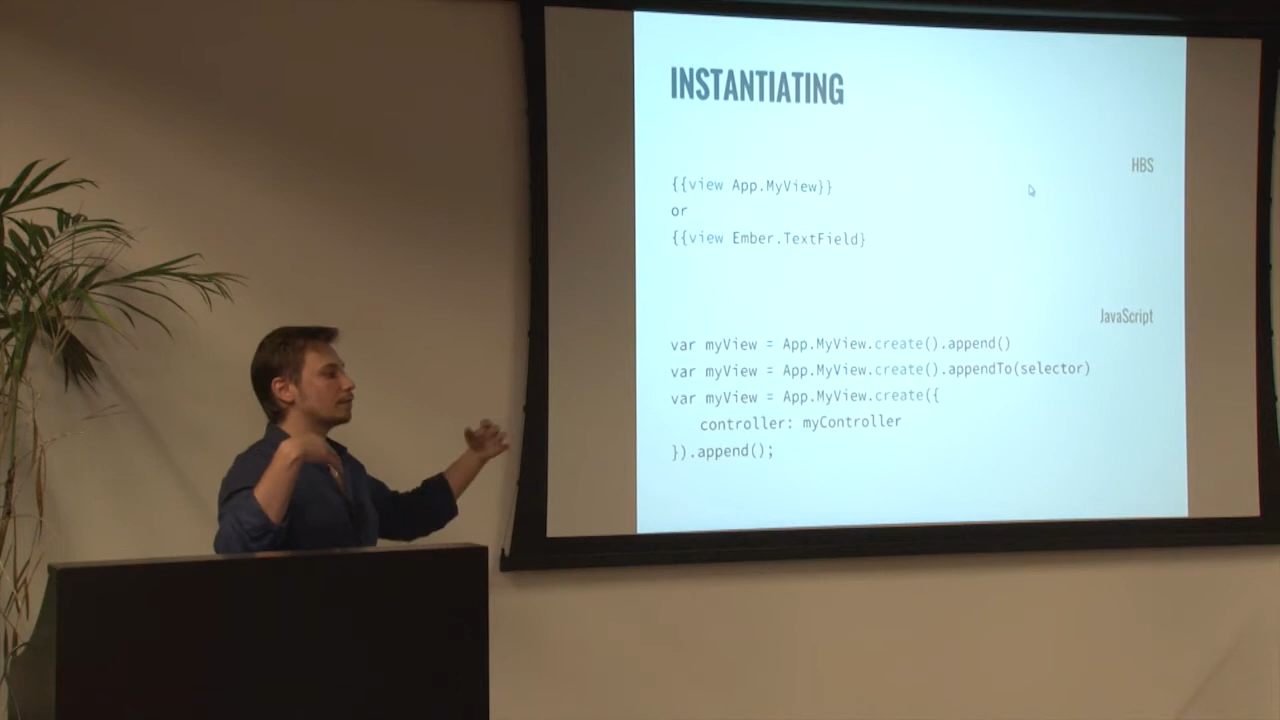 INSTANTIATING
HBS
{{view App.MyView}}
or
{{view Ember.TextField}
JavaScript
var myView = App.MyView.create().append()
var myView = App.MyView.create().appendTo(selector)
var myView = App.MyView.create({
controller: myController
}).append();